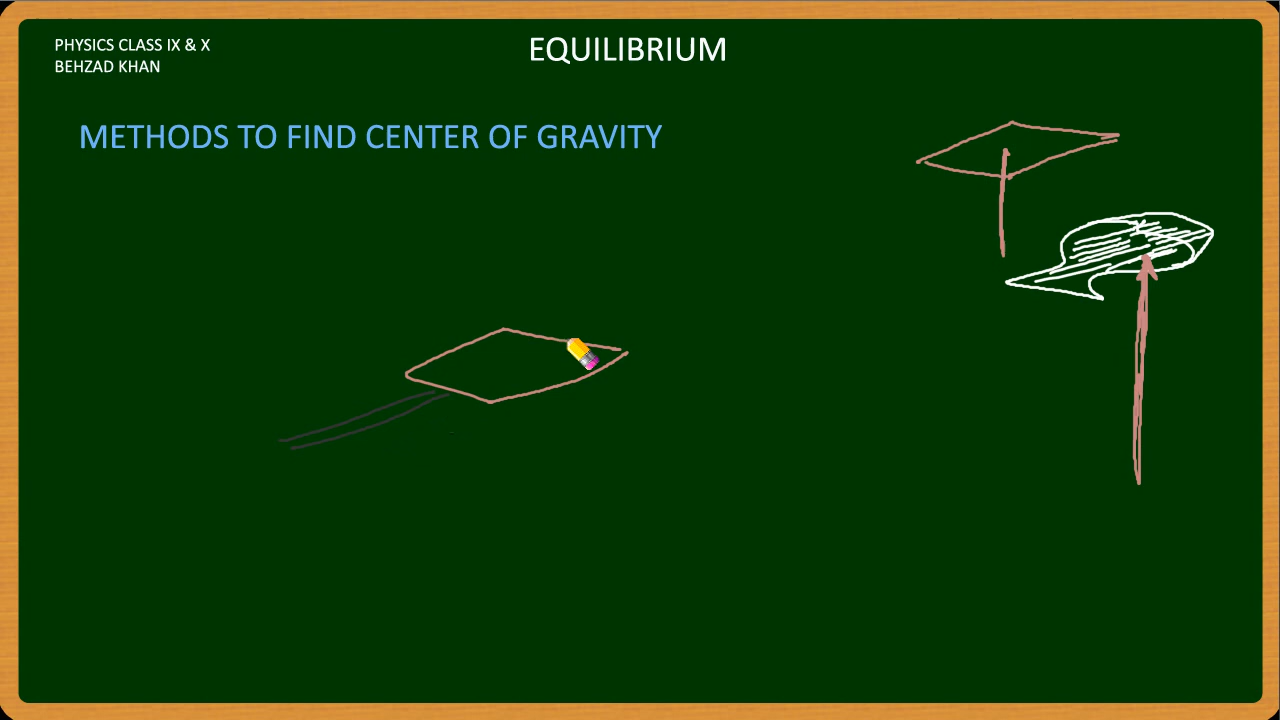 PHYSICS CLASS IX & X
BEHZAD KHAN
EQUILIBRIUM
METHODS TO FIND CENTER OF GRAVITY